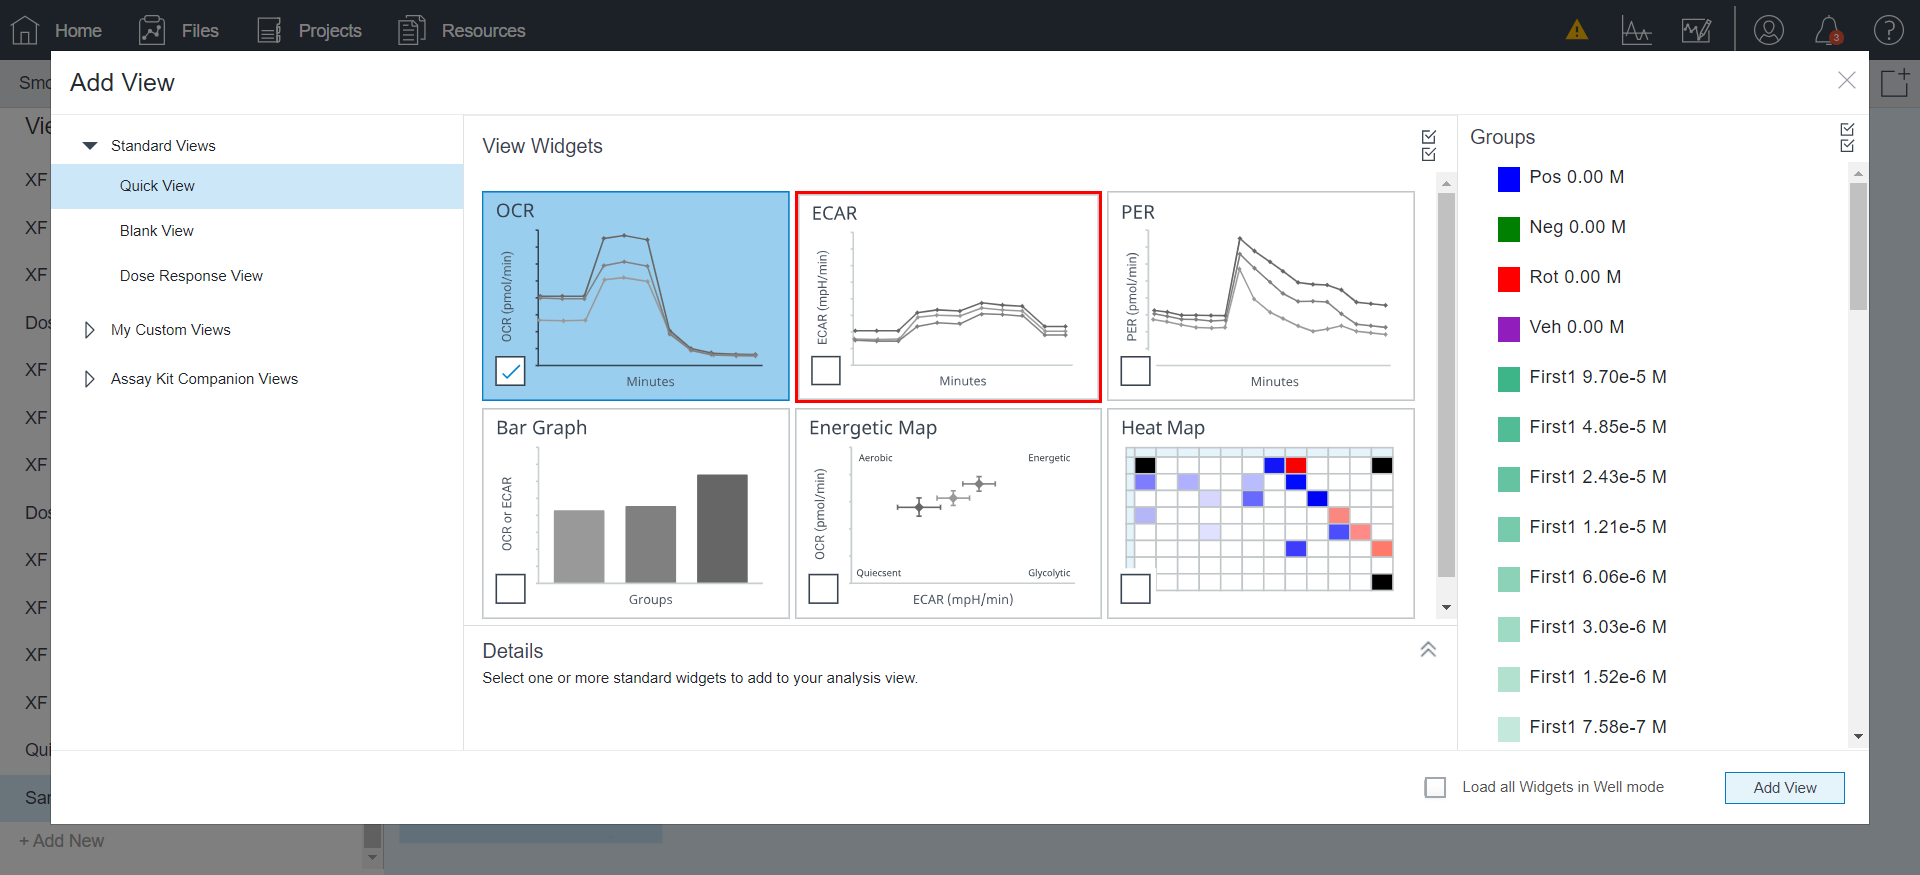 Home
Files
Projects
Resources
3
Add View
Standard Views
Quick View
Blank View
Dose Response View
My Custom Views
Assay Kit Companion Views
View Widgets
OCR
OCR (pmol/min)
Minutes
ECAR
ECAR (mpH/min)
Minutes
PER
PER (pmol/min)
Minutes
Bar Graph
OCR or ECAR
Groups
Energetic Map
Aerobic
Energetic
OCR (pmol/min)
Quiecsent
Glycolytic
ECAR (mpH/min)
Heat Map
Details
Select one or more standard widgets to add to your analysis view.
Groups
Pos 0.00 M
Neg 0.00 M
Rot 0.00 M
Veh 0.00 M
First1 9.70e-5 M
First1 4.85e-5 M
First1 2.43e-5 M
First1 1.21e-5 M
First1 6.06e-6 M
First1 3.03e-6 M
First1 1.52e-6 M
First1 7.58e-7 M
Load all Widgets in Well mode
Add View
XF
XF
XF
XF
XF
XF
XF
XF
XF
XF
+ Add New